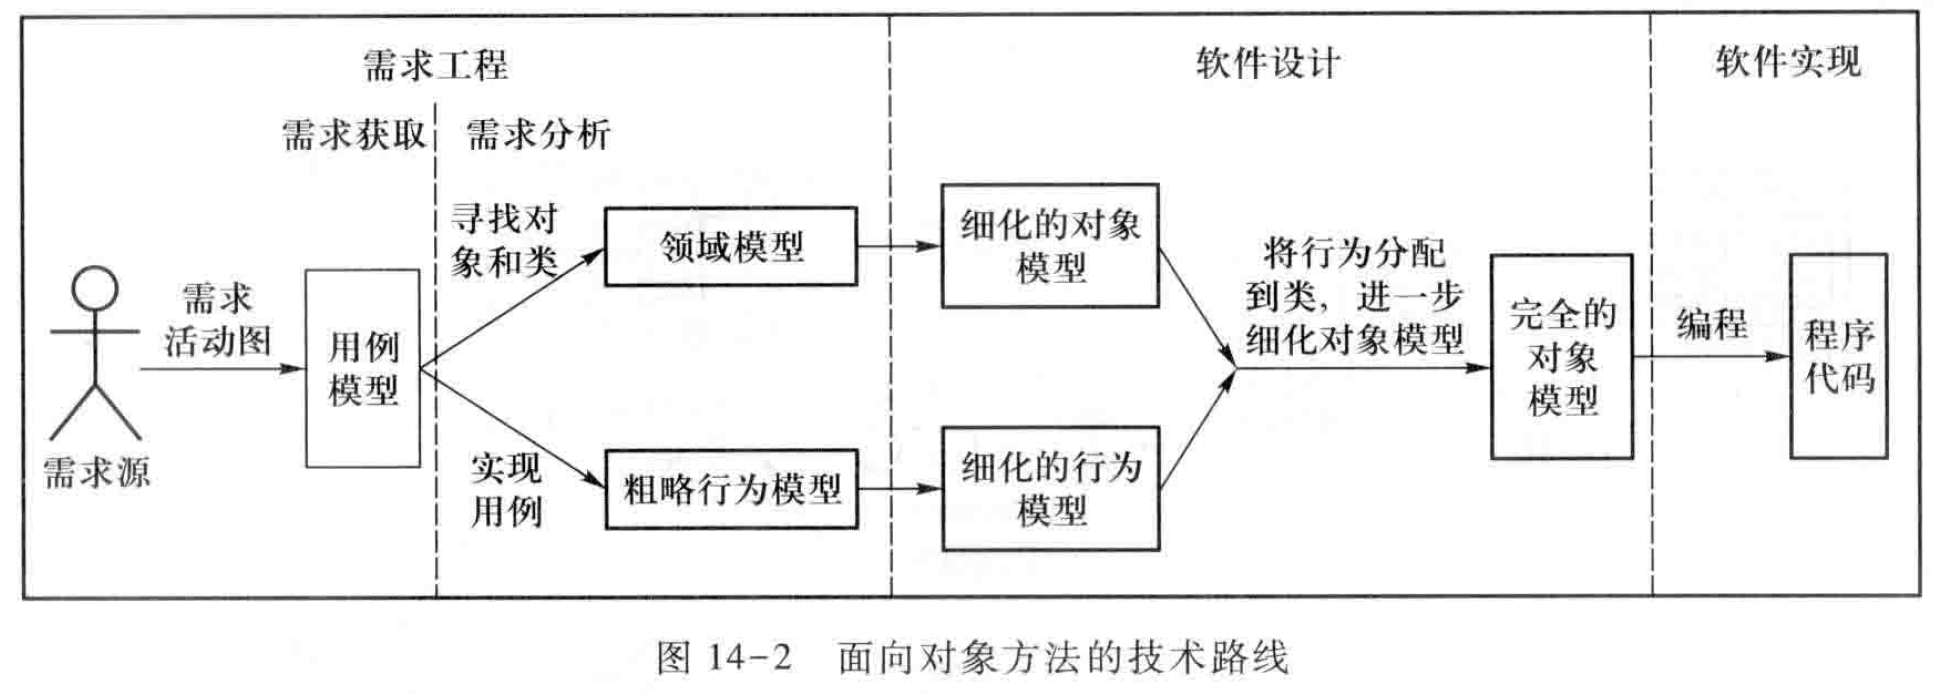 需求工程
软件设计
软件实现
需求获取
需求分析
寻找对
象和类
领域模型
细化的对象
模型
将行为分配
到类，进一步
细化对象模型
完全的
对象
模型
编程
程序
代码
需求
活动图
用例
模型
需求源
实现
用例
粗略行为模型
细化的行为
模型
图 14-2 面向对象方法的技术路线